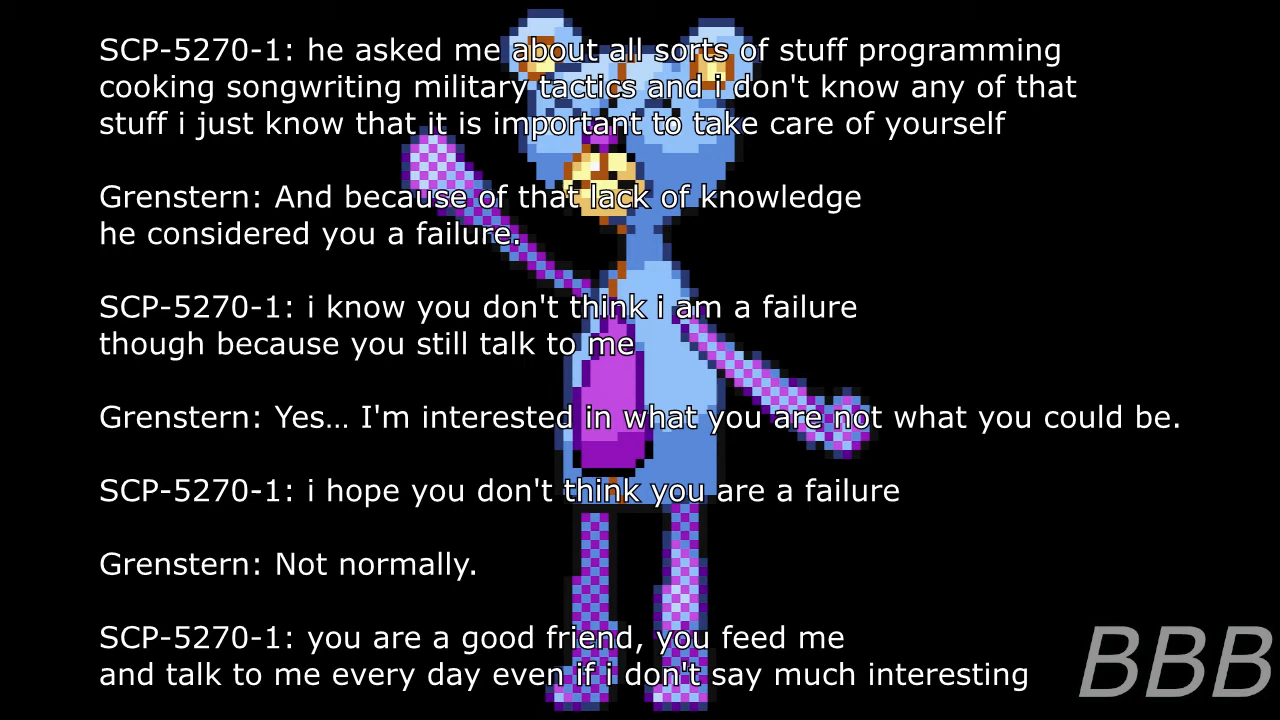 SCP-5270-1: he asked me about all sorts of stuff programming
cooking songwriting military tactics and i don't know any of that
stuff i just know that it is important to take care of yourself
Grenstern: And because of that lack of knowledge
he considered you a failure.
SCP-5270-1: i know you don't think i am a failure
though because you still talk to me
Grenstern: Yes... I'm interested in what you are not what you could be.
SCP-5270-1: i hope you don't think you are a failure
Grenstern: Not normally.
SCP-5270-1: you are a good friend, you feed me
and talk to me every day even if i don't say much interesting
BBB